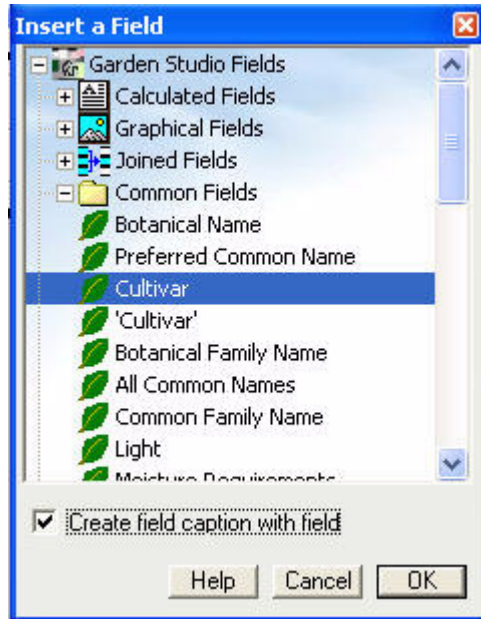 Insert a Field
Garden Studio Fields
Calculated Fields
Graphical Fields
Joined Fields
Common Fields
Botanical Name
Preferred Common Name
Cultivar
'Cultivar'
Botanical Family Name
All Common Names
Common Family Name
Light
Moisture Requirements
Create field caption with field
Help Cancel OK